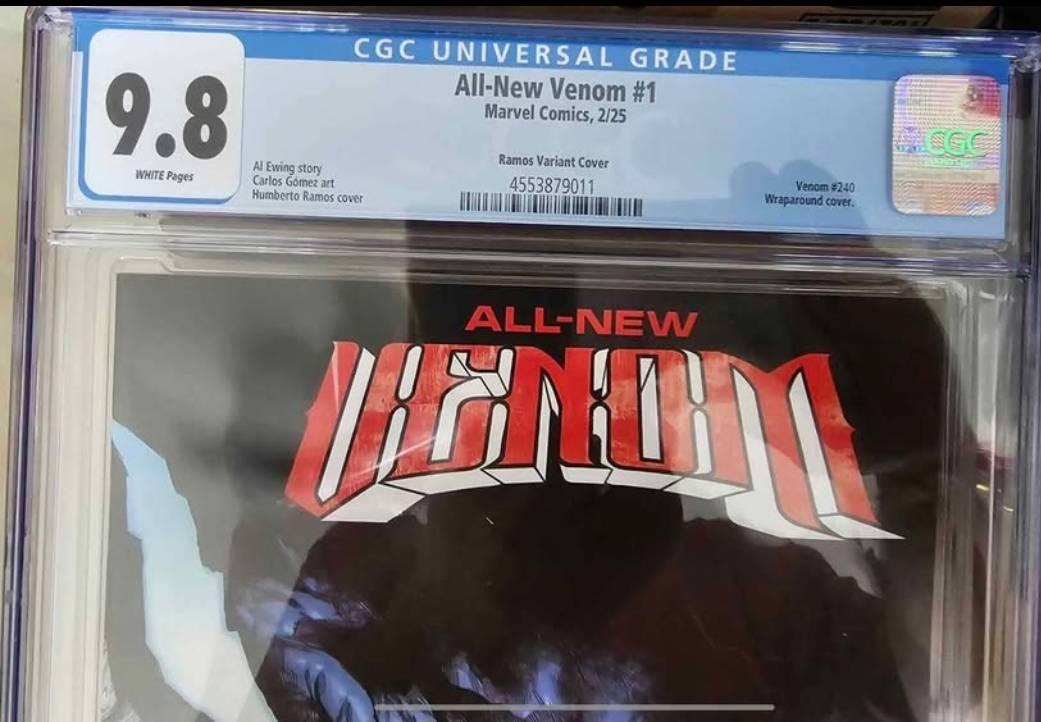 CGC UNIVERSAL GRADE
9.8
WHITE Pages
All-New Venom #1
Marvel Comics, 2/25
Al Ewing story
Carlos Gómez art
Humberto Ramos cover
Ramos Variant Cover
4553879011
Venom #240
Wraparound cover.
CGC
ALL-NEW
VENOM